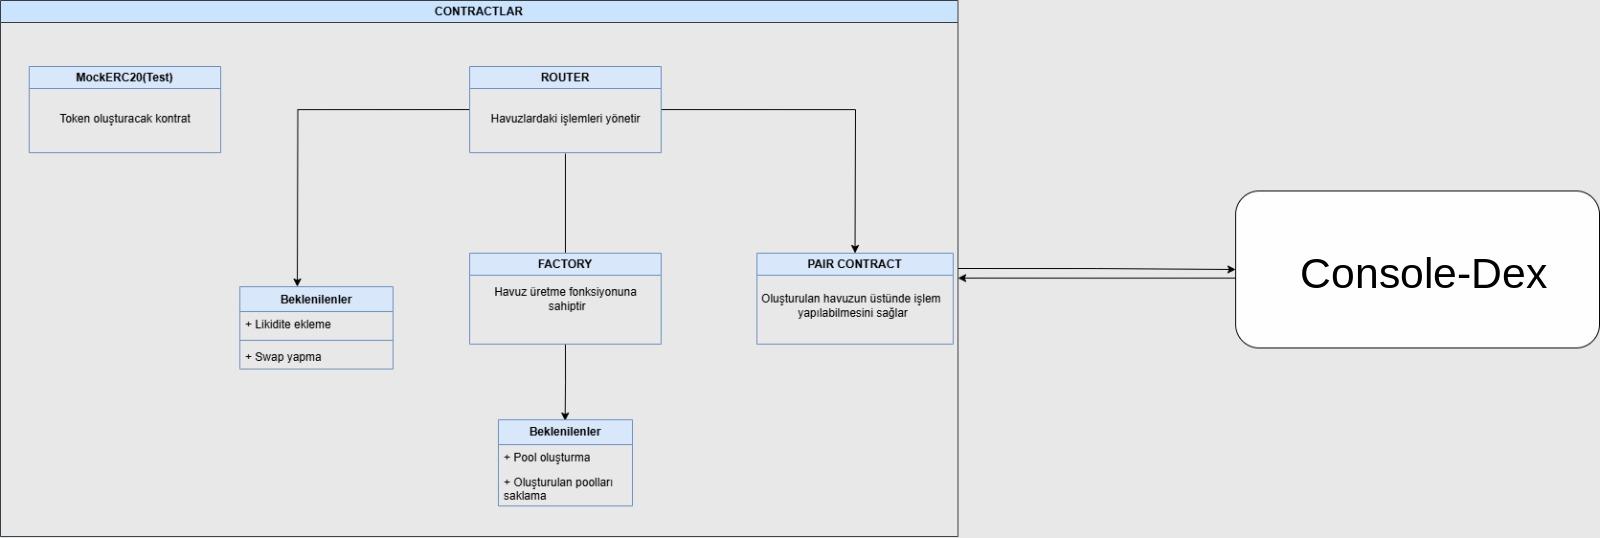 CONTRACTLAR
MockERC20(Test)
Token oluşturacak kontrat
ROUTER
Havuzlardaki işlemleri yönetir
Beklenilenler
+ Likidite ekleme
+ Swap yapma
FACTORY
Havuz üretme fonksiyonuna
sahiptir
PAIR CONTRACT
Oluşturulan havuzun üstünde işlem
yapılabilmesini sağlar
Beklenilenler
+ Pool oluşturma
+ Oluşturulan poolları
saklama
Console-Dex